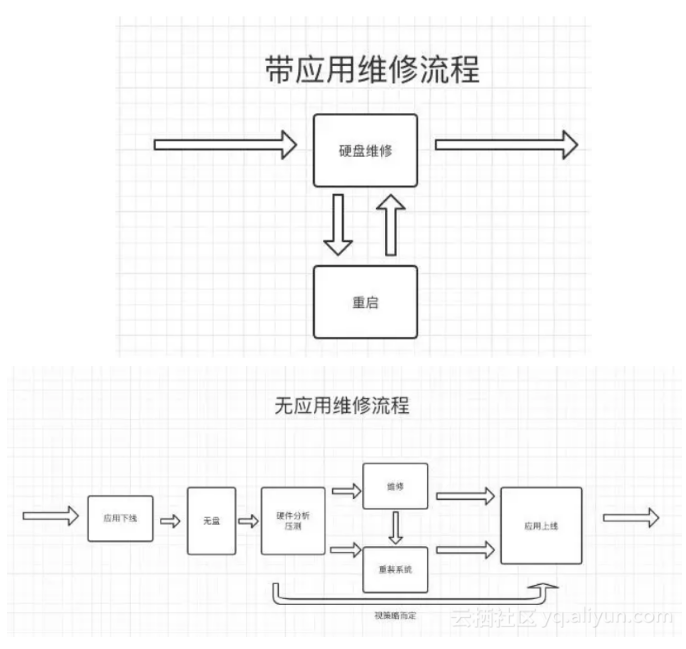 带应用维修流程
硬盘维修
重启
无应用维修流程
应用下线
无盘
硬件分析
压测
维修
重装系统
应用上线
视策略而定
云栖社区 yq.aliyun.com